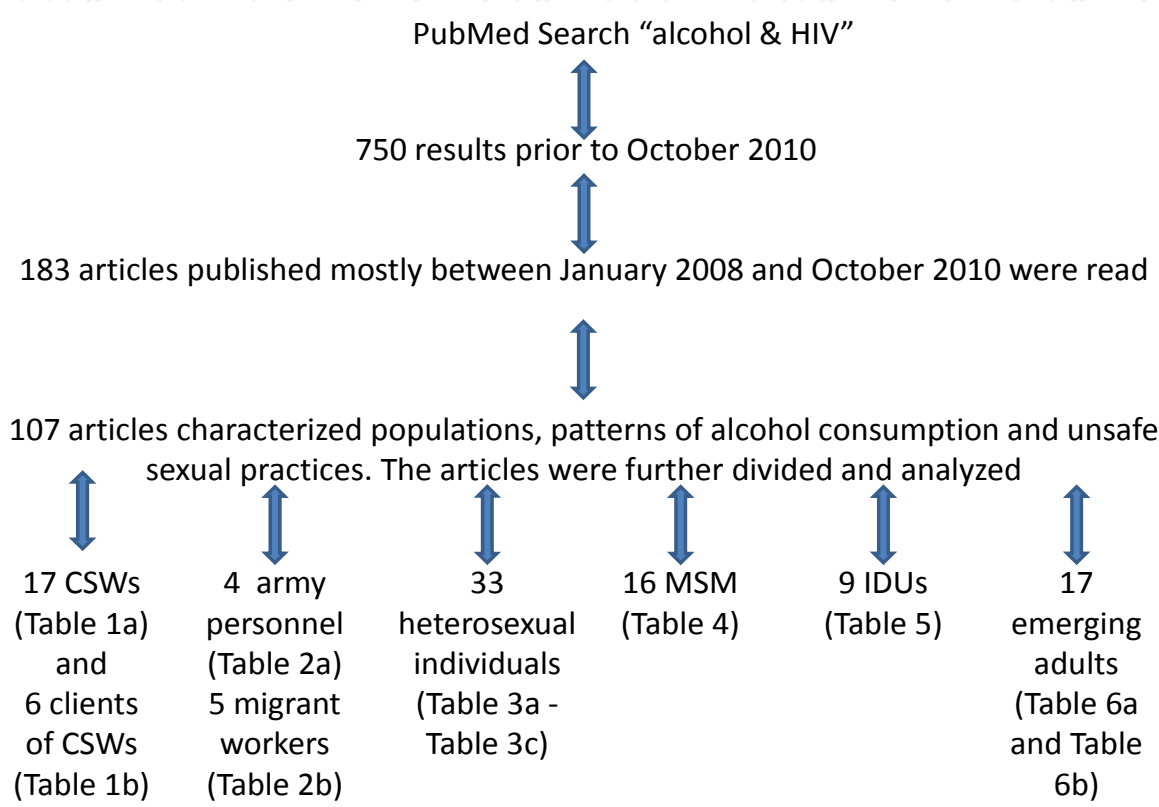 PubMed Search “alcohol & HIV”
750 results prior to October 2010
183 articles published mostly between January 2008 and October 2010 were read
107 articles characterized populations, patterns of alcohol consumption and unsafe
sexual practices. The articles were further divided and analyzed
17 CSWs
(Table 1a)
and
6 clients
of CSWs
(Table 1b)
4 army
personnel
(Table 2a)
5 migrant
workers
(Table 2b)
33
heterosexual
individuals
(Table 3a -
Table 3c)
16 MSM
(Table 4)
9 IDUs
(Table 5)
17
emerging
adults
(Table 6a
and Table
6b)